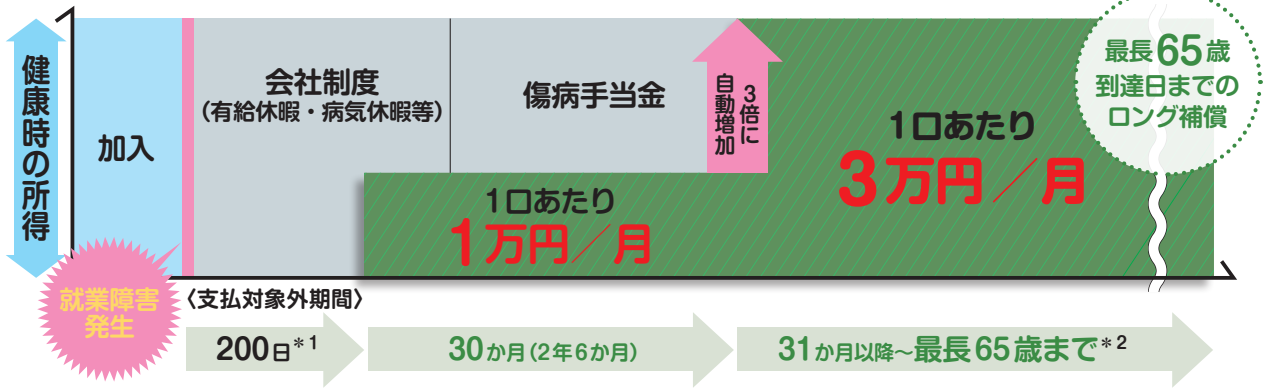 健康時の所得
加入
会社制度
(有給休暇・病気休暇等)
傷病手当金
3倍に
自動増加
1口あたり
3万円/月
最長65歳
到達日までの
ロング補償
1口あたり
1万円/月
就業障害
発生
〈支払対象外期間〉
200日*1
30か月(2年6か月)
31か月以降~最長65歳まで*2